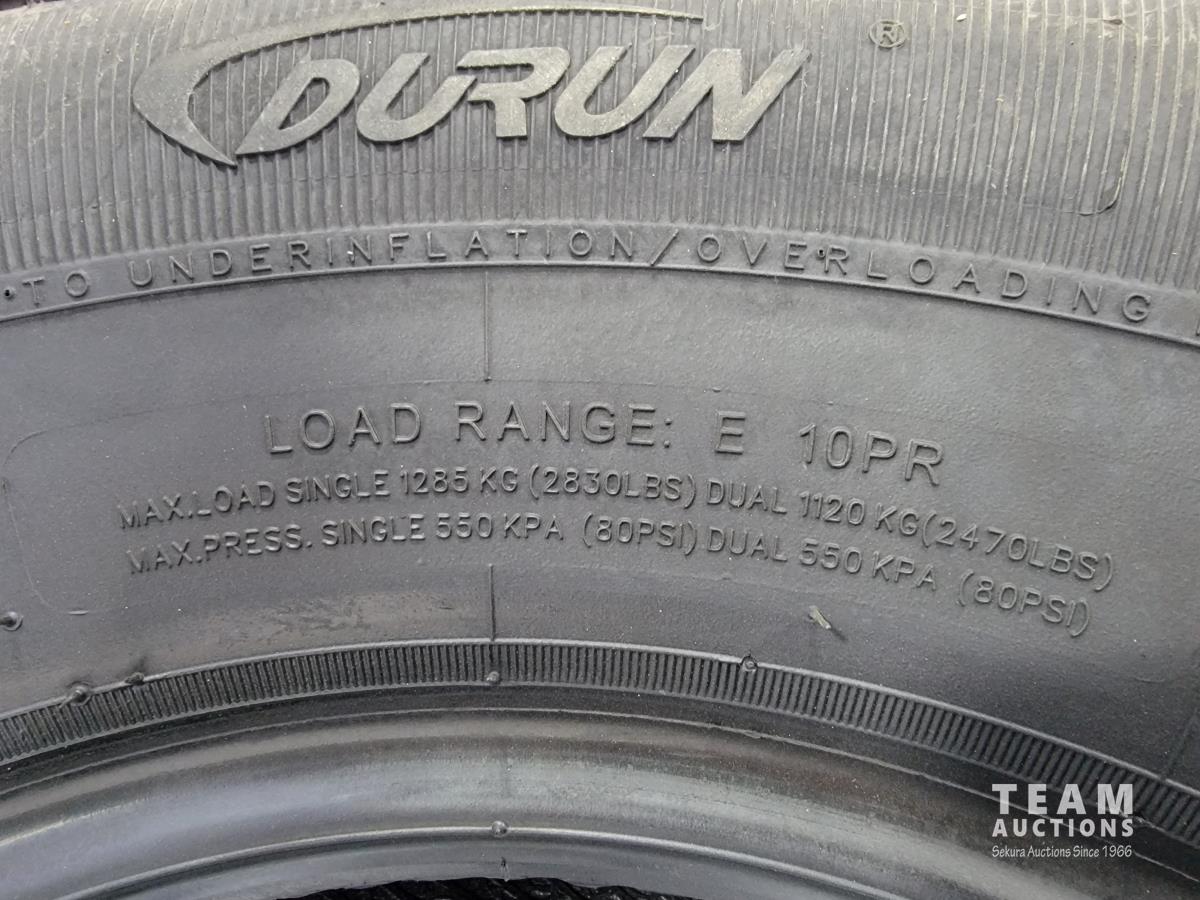 DURUN ®
TO UNDERINFLATION/OVERLOADING
LOAD RANGE: E 10PR
MAX.LOAD SINGLE 1285 KG (2830LBS) DUAL 1120 KG(2470LBS)
MAX.PRESS. SINGLE 550 KPA (80PSI) DUAL 550 KPA (80PSI)
TEAM
AUCTIONS
Sekura Auctions Since 1966